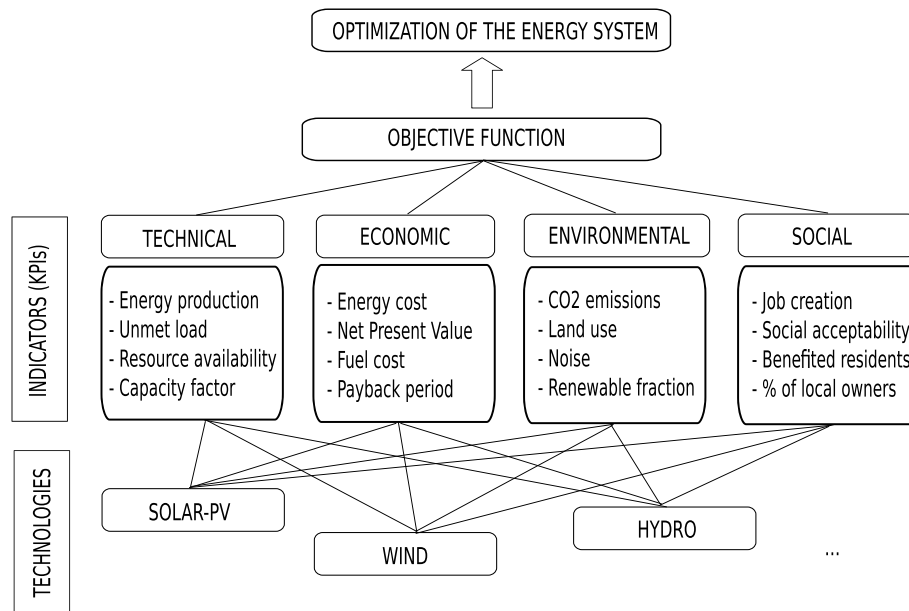 OPTIMIZATION OF THE ENERGY SYSTEM
OBJECTIVE FUNCTION
INDICATORS (KPIs)
TECHNICAL
- Energy production
- Unmet load
- Resource availability
- Capacity factor
ECONOMIC
- Energy cost
- Net Present Value
- Fuel cost
- Payback period
ENVIRONMENTAL
- CO2 emissions
- Land use
- Noise
- Renewable fraction
SOCIAL
- Job creation
- Social acceptability
- Benefited residents
- % of local owners
TECHNOLOGIES
SOLAR-PV
WIND
HYDRO
...